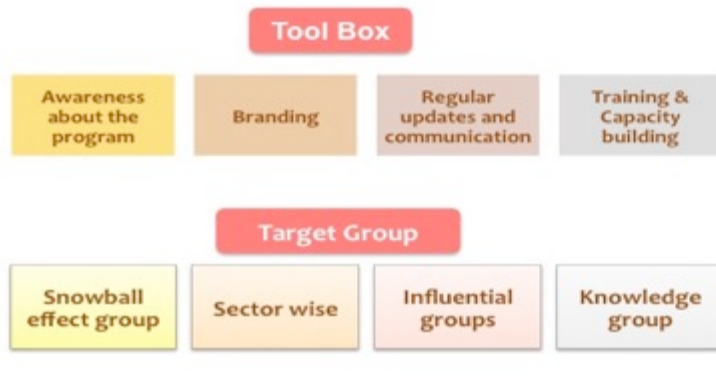 Tool Box
Awareness
about the
program
Branding
Regular
updates and
communication
Training &
Capacity
building
Target Group
Snowball
effect group
Sector wise
Influential
groups
Knowledge
group